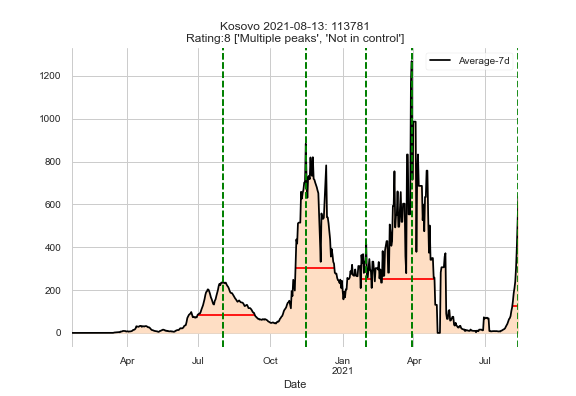 Kosovo 2021-08-13: 113781
Rating:8 ['Multiple peaks', 'Not in control']
Average-7d
1200
1000
800
600
400
200
0
Apr Jul Oct Jan Apr Jul
2021
Date